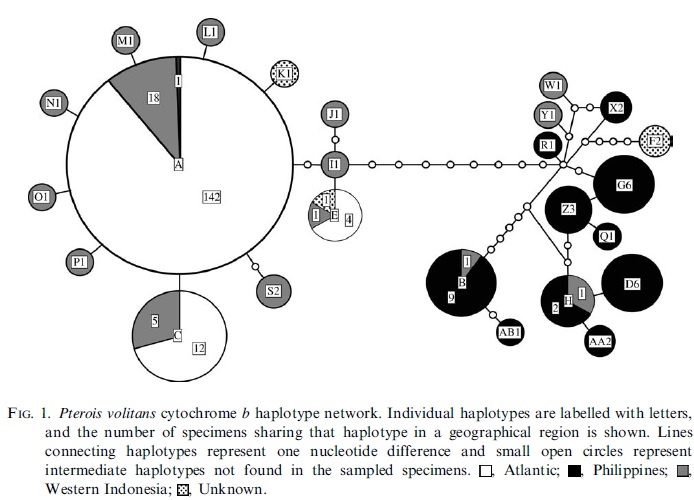 L1
M1
K1
1
18
N1
A
J1
W1
X2
Y1
R1
F2
I1
O1
142
1
E
1
4
G6
Z3
Q1
P1
S2
1
B
9
1
H
2
D6
5
C
12
AB1
AA2
FIG. 1. Pterois volitans cytochrome b haplotype network. Individual haplotypes are labelled with letters,
and the number of specimens sharing that haplotype in a geographical region is shown. Lines
connecting haplotypes represent one nucleotide difference and small open circles represent
intermediate haplotypes not found in the sampled specimens. □, Atlantic; ■, Philippines; ■,
Western Indonesia; ▩, Unknown.